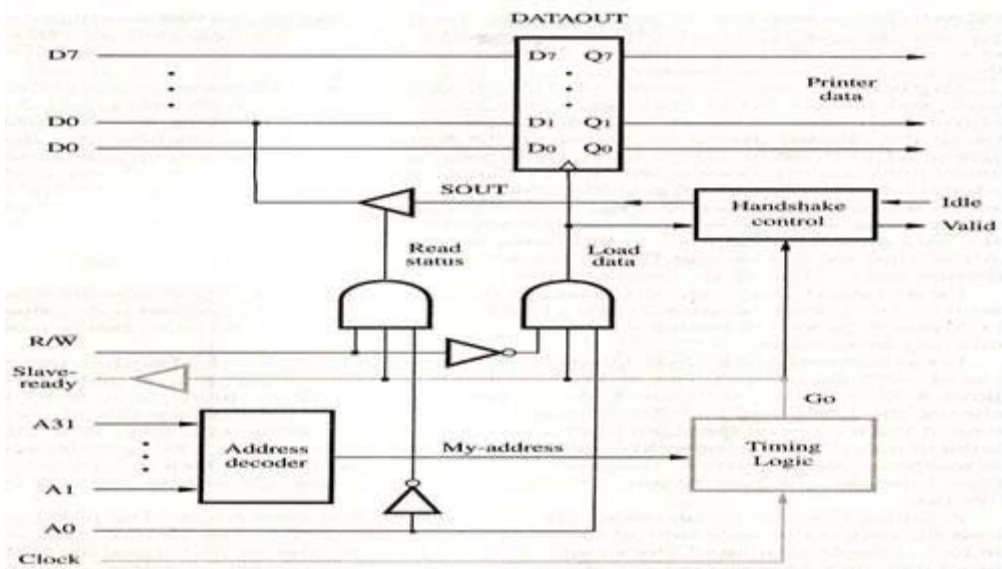 DATAOUT
D7
D7 Q7
Printer
data
D0
D1 Q1
D0
D0 Q0
SOUT
Handshake
control
Idle
Valid
Read
status
Load
data
R/W
Slave-
ready
Go
A31
Address
decoder
My-address
Timing
Logic
A1
A0
Clock